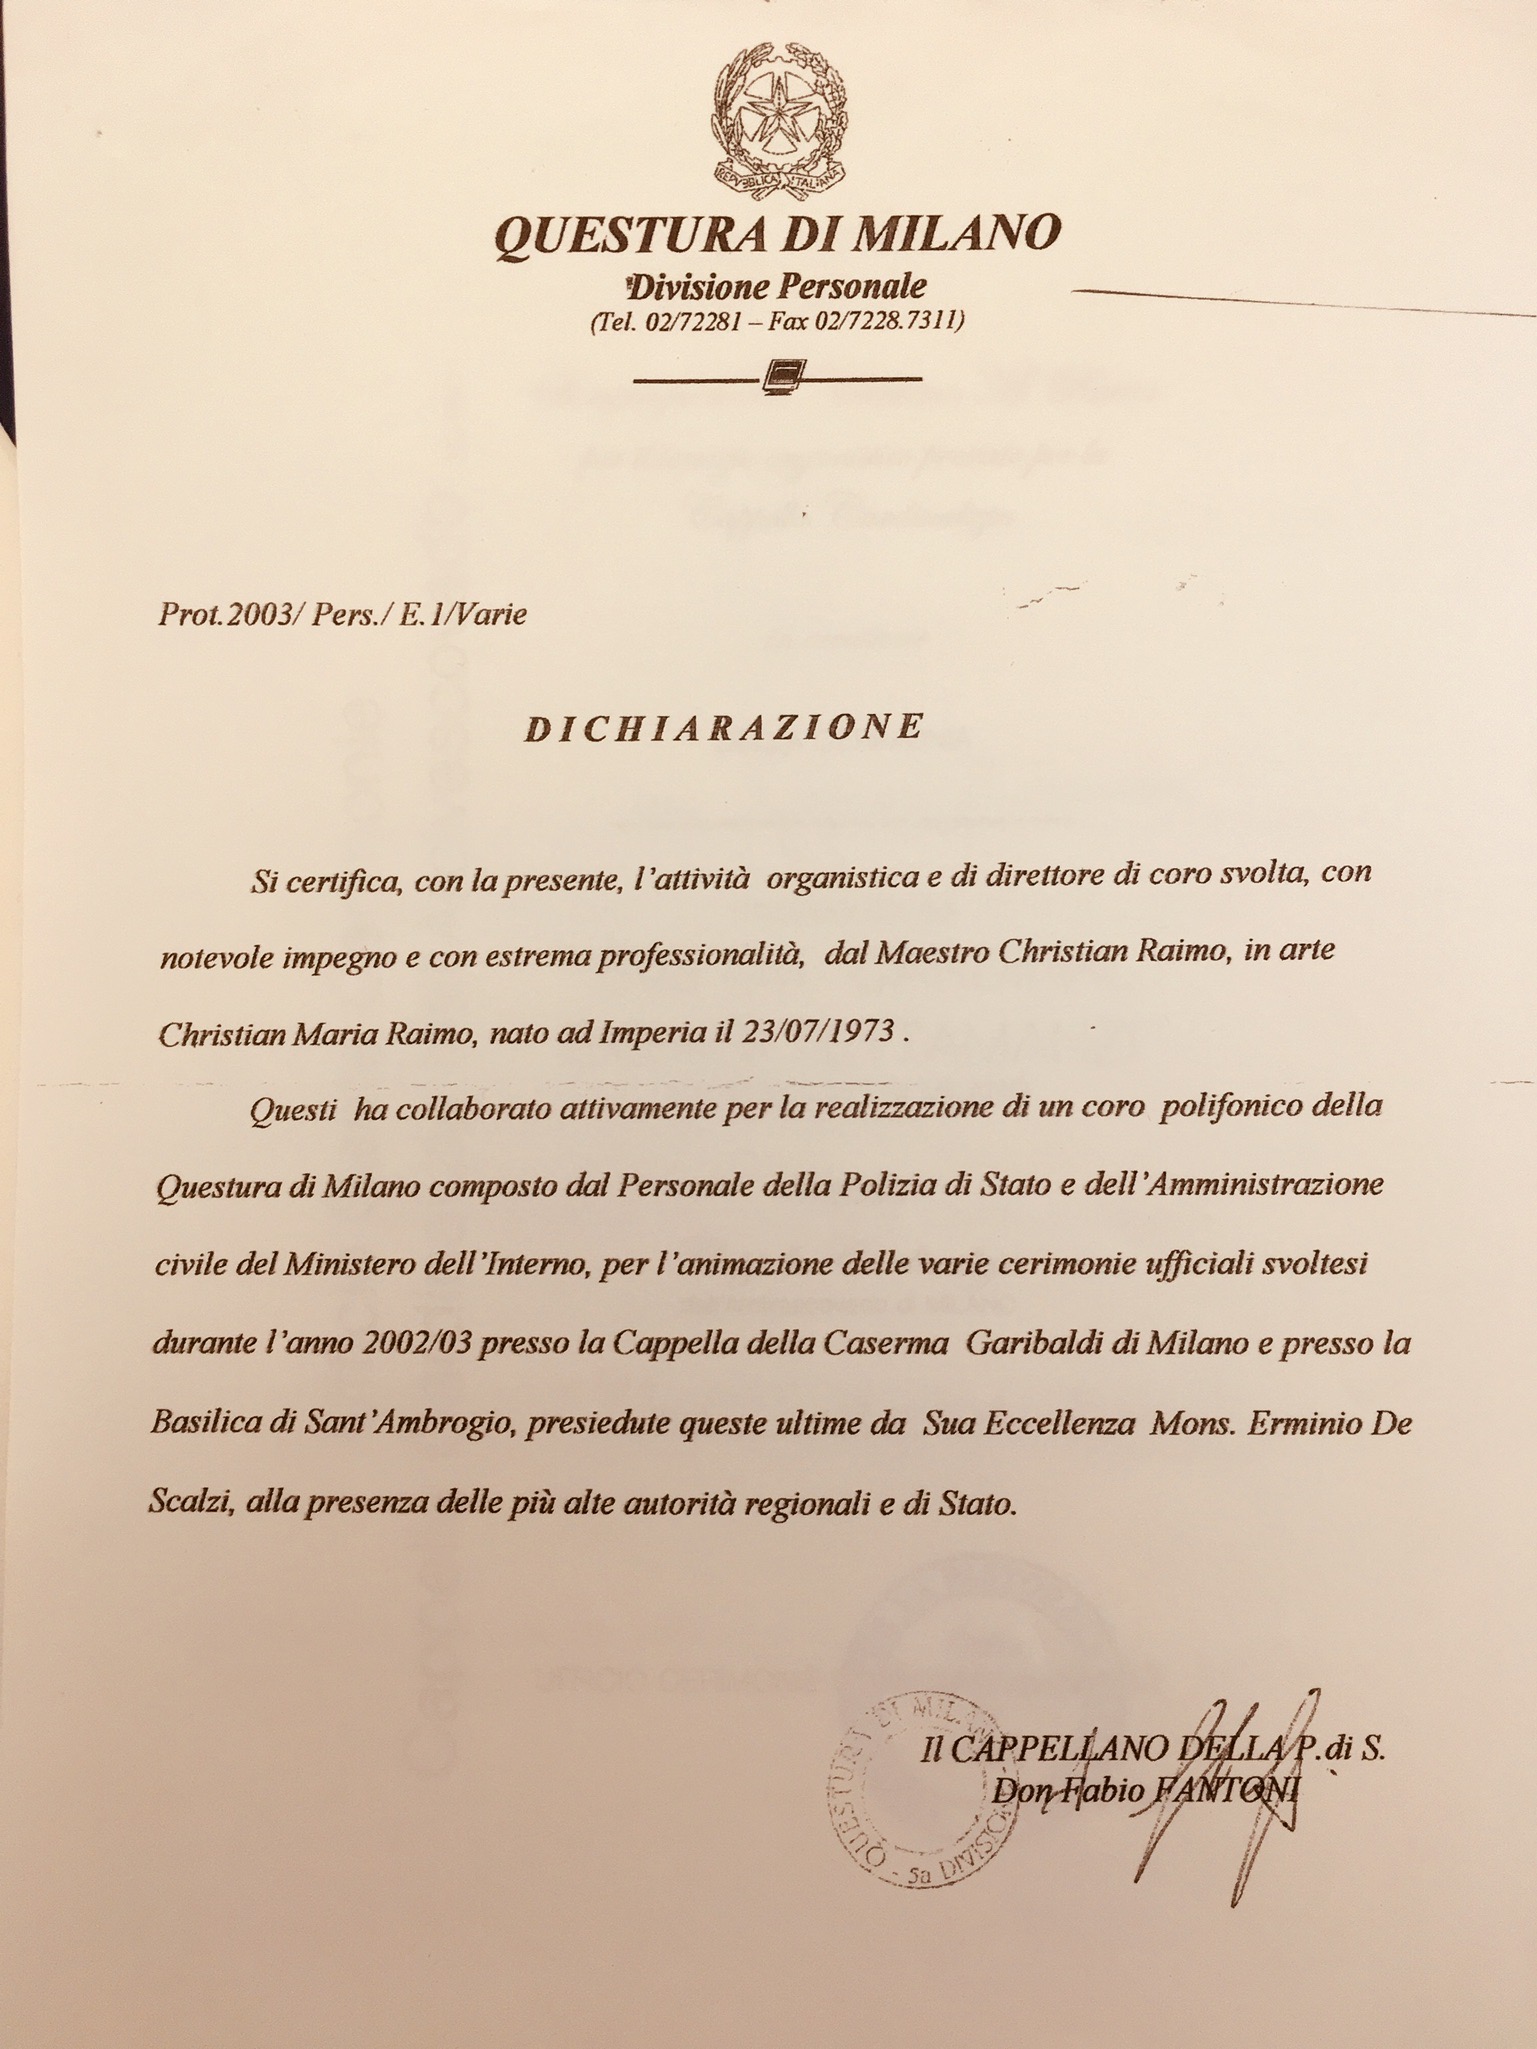 REPVBBLICA ITALIANA
QUESTURA DI MILANO
Divisione Personale
(Tel. 02/72281 – Fax 02/7228.7311)
Prot.2003/ Pers./ E.1/Varie
DICHIARAZIONE
Si certifica, con la presente, l'attività organistica e di direttore di coro svolta, con
notevole impegno e con estrema professionalità, dal Maestro Christian Raimo, in arte
Christian Maria Raimo, nato ad Imperia il 23/07/1973 .
Questi ha collaborato attivamente per la realizzazione di un coro polifonico della
Questura di Milano composto dal Personale della Polizia di Stato e dell'Amministrazione
civile del Ministero dell'Interno, per l'animazione delle varie cerimonie ufficiali svoltesi
durante l'anno 2002/03 presso la Cappella della Caserma Garibaldi di Milano e presso la
Basilica di Sant'Ambrogio, presiedute queste ultime da Sua Eccellenza Mons. Erminio De
Scalzi, alla presenza delle più alte autorità regionali e di Stato.
Il CAPPELLANO DELLA P.di S.
Don Fabio FANTONI
QUESTURA DI MILANO - 5a DIVISIONE